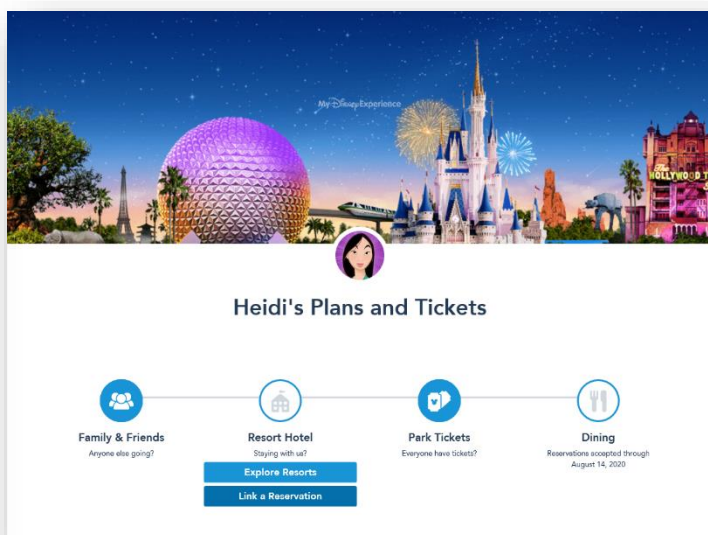 My Disney Experience
The
HOLLYWOOD T
Heidi's Plans and Tickets
Family & Friends
Anyone else going?
Resort Hotel
Staying with us?
Explore Resorts
Link a Reservation
Park Tickets
Everyone have tickets?
Dining
Reservations accepted through
August 14, 2020